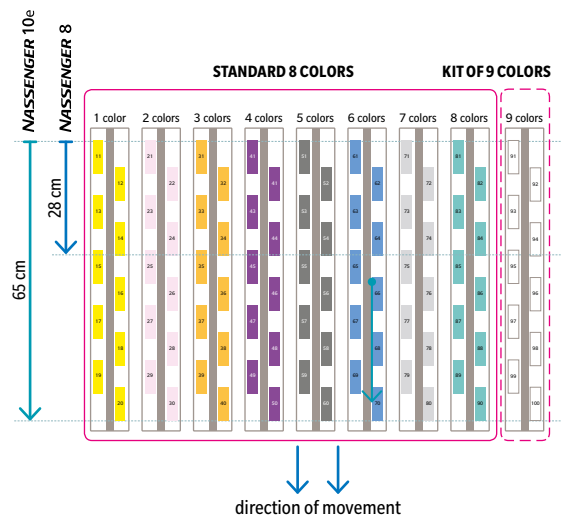 NASSENGER 10e
NASSENGER 8
STANDARD 8 COLORS
KIT OF 9 COLORS
1 color
2 colors
3 colors
4 colors
5 colors
6 colors
7 colors
8 colors
9 colors
28 cm
65 cm
11 21 31 41 51 61 71 81 91
12 22 32 41 52 62 72 82 92
13 23 33 43 53 63 73 83 93
14 24 34 44 54 64 74 84 94
15 25 35 45 55 65 75 85 95
16 26 36 46 56 66 76 86 96
17 27 37 47 57 67 77 87 97
18 28 38 48 58 68 78 88 98
19 29 39 49 59 69 79 89 99
20 30 40 50 60 70 80 90 100
direction of movement